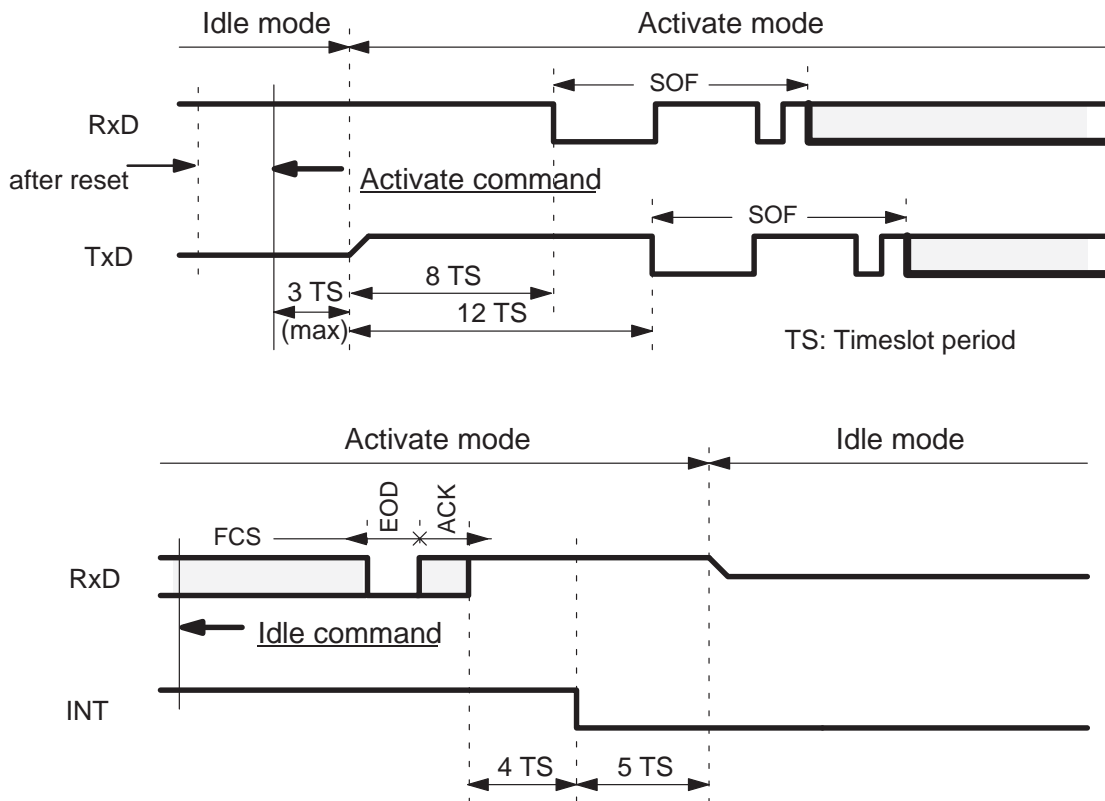 Idle mode
Activate mode
SOF
RxD
after reset
Activate command
SOF
TxD
3 TS
(max)
8 TS
12 TS
TS: Timeslot period
Activate mode
Idle mode
EOD
ACK
FCS
RxD
Idle command
INT
4 TS
5 TS